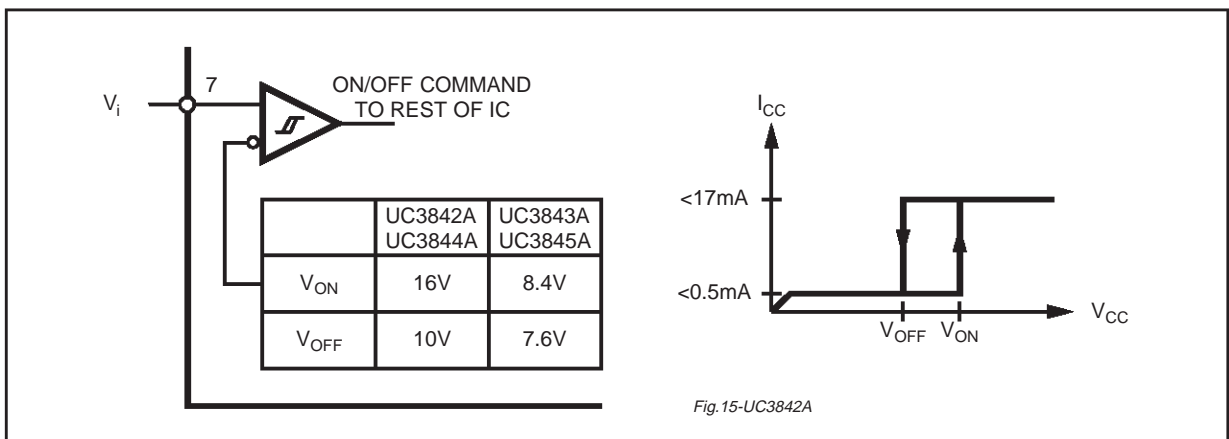 7
V_i
ON/OFF COMMAND
TO REST OF IC
UC3842A UC3843A
UC3844A UC3845A
V_ON 16V 8.4V
V_OFF 10V 7.6V
I_CC
<17mA
<0.5mA
V_OFF V_ON
V_CC
Fig.15-UC3842A